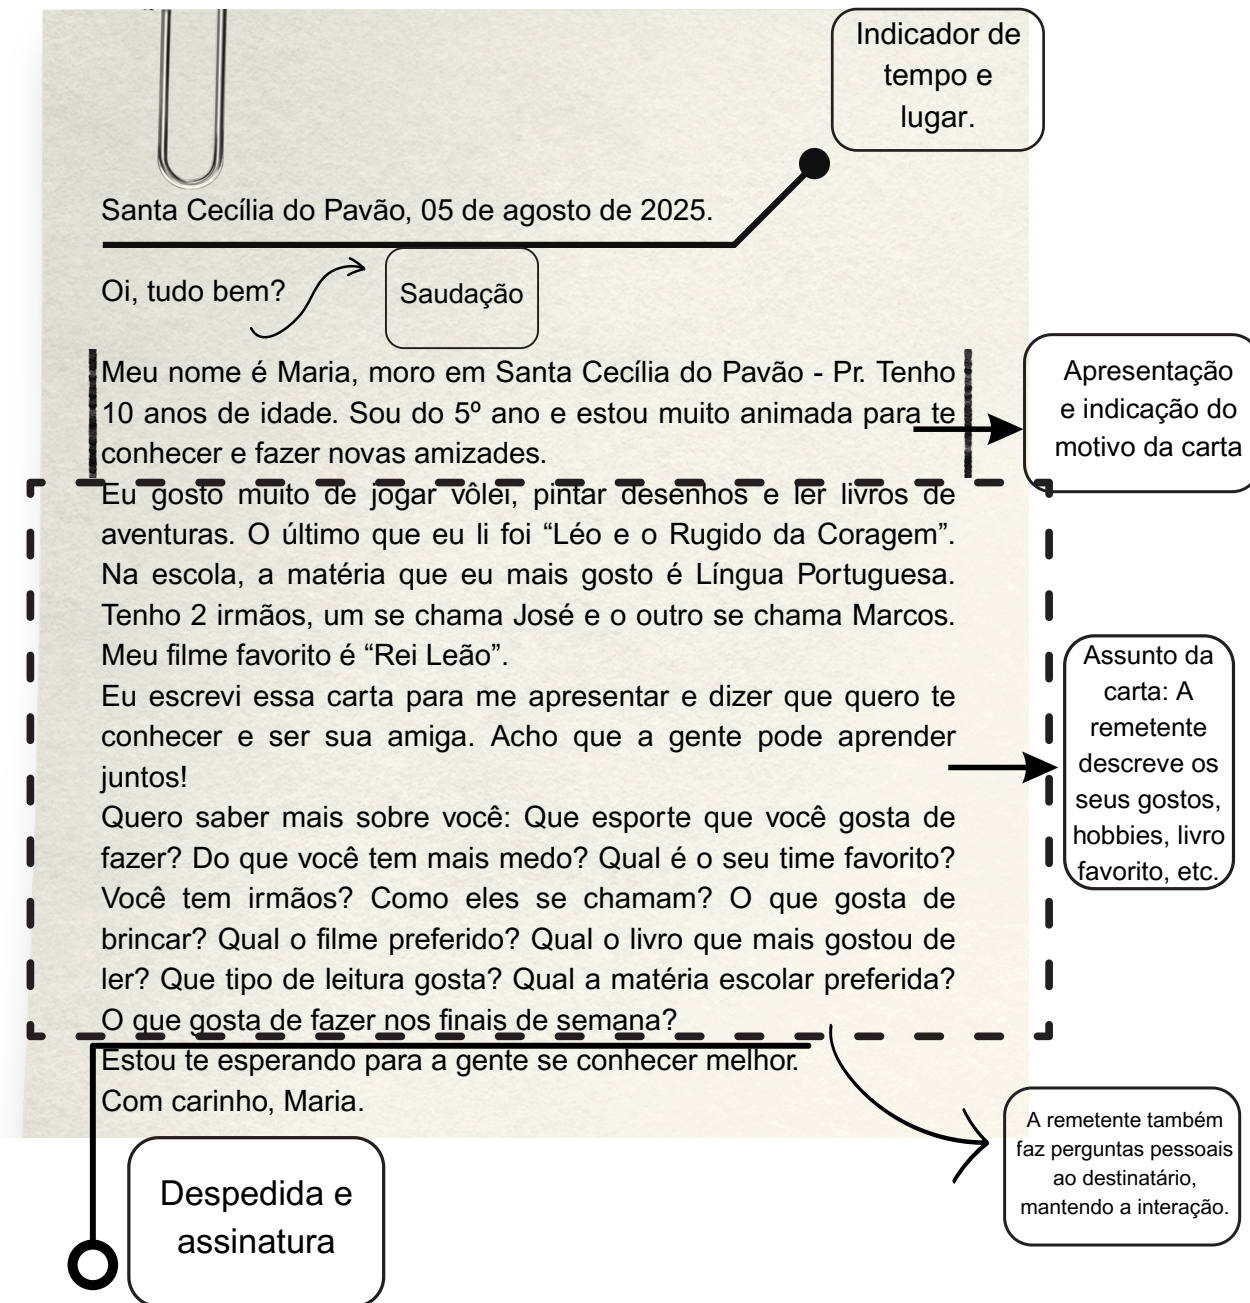 Indicador de
tempo e
lugar.
Santa Cecília do Pavão, 05 de agosto de 2025.
Oi, tudo bem?
Saudação
Meu nome é Maria, moro em Santa Cecília do Pavão - Pr. Tenho
10 anos de idade. Sou do 5º ano e estou muito animada para te
conhecer e fazer novas amizades.
Apresentação
e indicação do
motivo da carta
Eu gosto muito de jogar vôlei, pintar desenhos e ler livros de
aventuras. O último que eu li foi “Léo e o Rugido da Coragem”.
Na escola, a matéria que eu mais gosto é Língua Portuguesa.
Tenho 2 irmãos, um se chama José e o outro se chama Marcos.
Meu filme favorito é “Rei Leão”.
Eu escrevi essa carta para me apresentar e dizer que quero te
conhecer e ser sua amiga. Acho que a gente pode aprender
juntos!
Quero saber mais sobre você: Que esporte que você gosta de
fazer? Do que você tem mais medo? Qual é o seu time favorito?
Você tem irmãos? Como eles se chamam? O que gosta de
brincar? Qual o filme preferido? Qual o livro que mais gostou de
ler? Que tipo de leitura gosta? Qual a matéria escolar preferida?
O que gosta de fazer nos finais de semana?
Assunto da
carta: A
remetente
descreve os
seus gostos,
hobbies, livro
favorito, etc.
Estou te esperando para a gente se conhecer melhor.
Com carinho, Maria.
A remetente também
faz perguntas pessoais
ao destinatário,
mantendo a interação.
Despedida e
assinatura